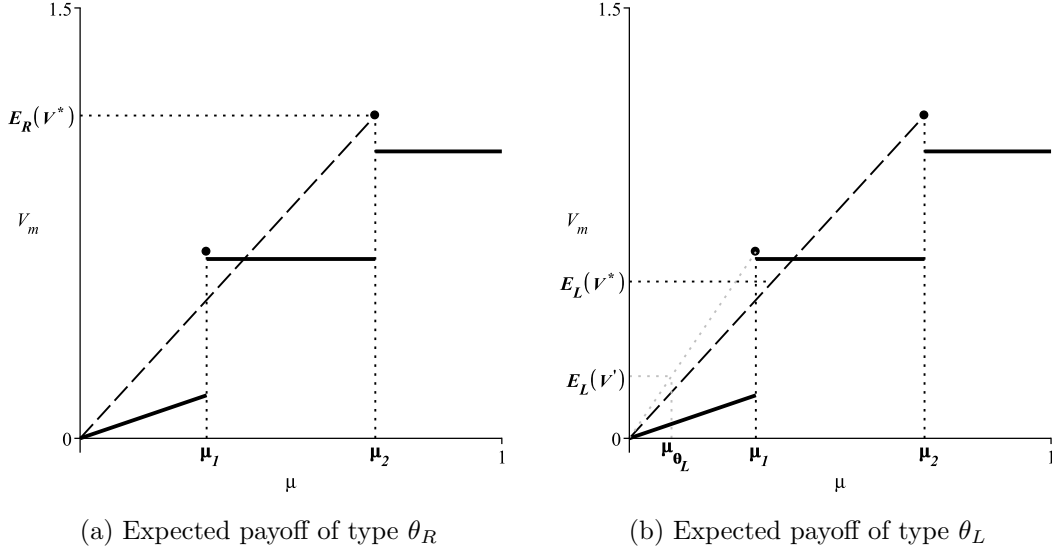 1.5
E_R(V*)
V_m
0
μ_1
μ_2
1
μ
(a) Expected payoff of type θ_R
1.5
V_m
E_L(V*)
E_L(V')
0
μ_θ_L
μ_1
μ_2
1
μ
(b) Expected payoff of type θ_L